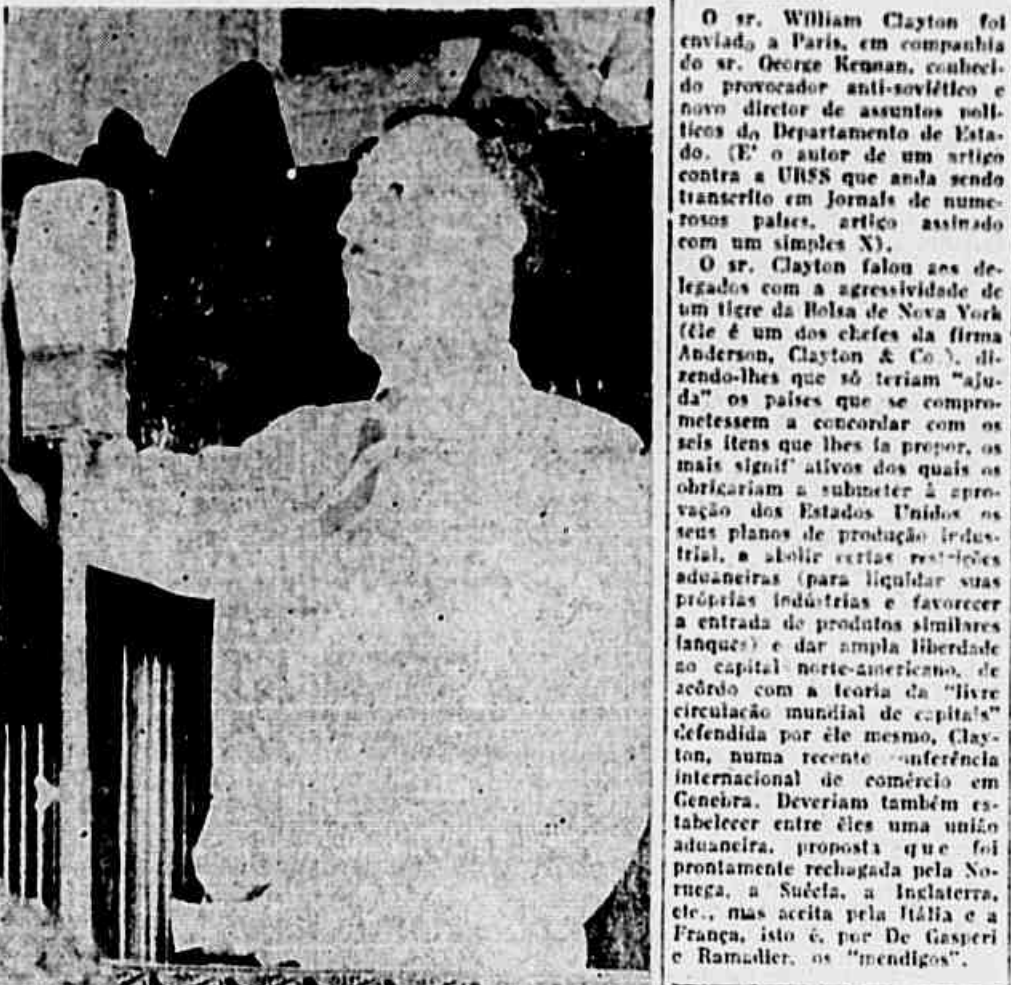 O sr. William Clayton foi
enviado a Paris, em companhia
do sr. George Kennan, conheci-
do provocador anti-soviético e
novo diretor de assuntos polí-
ticos do Departamento de Esta-
do. (E' o autor de um artigo
contra a URSS que anda sendo
transcrito em Jornais de nume-
rosos países, artigo assinado
com um simples X).
O sr. Clayton falou aos de-
legados com a agressividade de
um tigre da Bolsa de Nova York
(êle é um dos chefes da firma
Anderson, Clayton & Co.), di-
zendo-lhes que só teriam "aju-
da" os países que se compro-
metessem a concordar com os
seis itens que lhes ia propor, os
mais signif ativos dos quais os
obrigariam a submeter à apro-
vação dos Estados Unidos os
seus planos de produção indus-
trial, a abolir certas restrições
aduaneiras (para liquidar suas
próprias indústrias e favorecer
a entrada de produtos similares
ianques) e dar ampla liberdade
ao capital norte-americano, de
acôrdo com a teoria da "livre
circulação mundial de capitais"
defendida por êle mesmo, Clay-
ton, numa recente onferência
internacional de comércio em
Genebra. Deveriam também es-
tabelecer entre êles uma união
aduaneira, proposta que foi
prontamente rechagada pela No-
ruega, a Suécia, a Inglaterra,
etc., mas aceita pela Itália e a
França, isto é, por De Gasperi
e Ramadier, os "mendigos".